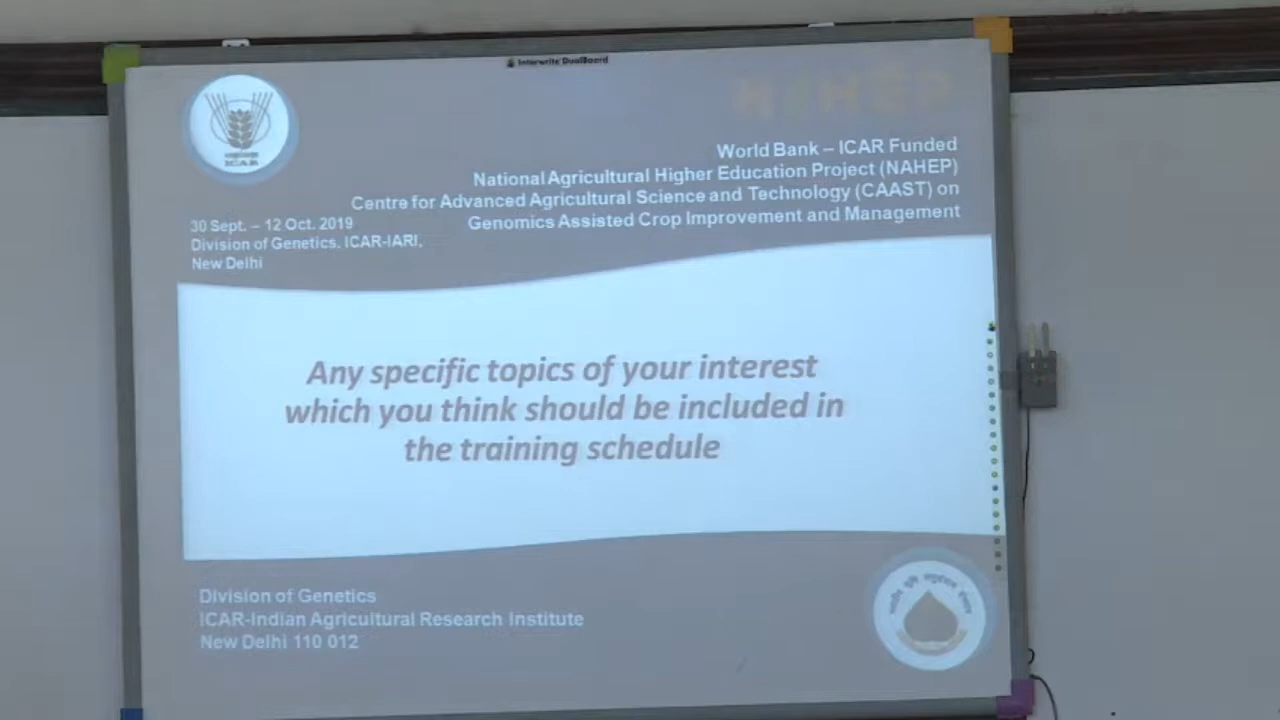 Interwrite DualBoard
NAHEP
ICAR
World Bank – ICAR Funded
National Agricultural Higher Education Project (NAHEP)
Centre for Advanced Agricultural Science and Technology (CAAST) on
Genomics Assisted Crop Improvement and Management
30 Sept. – 12 Oct. 2019
Division of Genetics, ICAR-IARI,
New Delhi
Any specific topics of your interest
which you think should be included in
the training schedule
Division of Genetics
ICAR-Indian Agricultural Research Institute
New Delhi 110 012